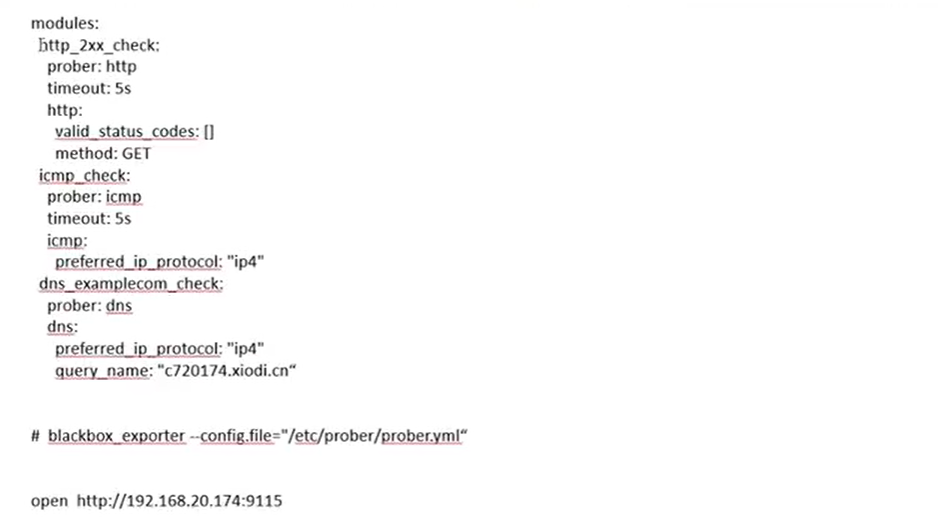 modules:
http_2xx_check:
prober: http
timeout: 5s
http:
valid_status_codes: []
method: GET
icmp_check:
prober: icmp
timeout: 5s
icmp:
preferred_ip_protocol: "ip4"
dns_examplecom_check:
prober: dns
dns:
preferred_ip_protocol: "ip4"
query_name: "c720174.xiodi.cn“
# blackbox_exporter --config.file="/etc/prober/prober.yml“
open http://192.168.20.174:9115